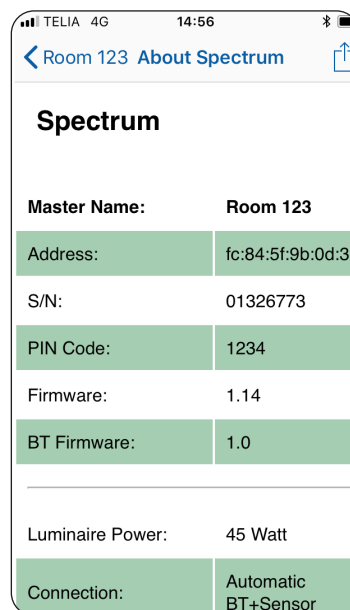 TELIA 4G 14:56
Room 123 About Spectrum
Spectrum
Master Name: Room 123
Address: fc:84:5f:9b:0d:3
S/N: 01326773
PIN Code: 1234
Firmware: 1.14
BT Firmware: 1.0
Luminaire Power: 45 Watt
Connection: Automatic
BT+Sensor